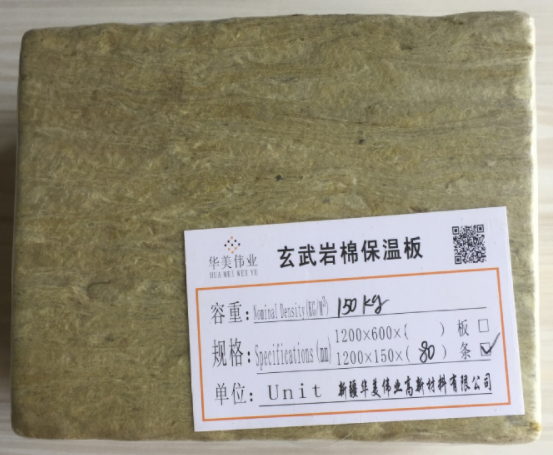 华美伟业
HUA MEI WEI YE
玄武岩棉保温板
容重: Nominal Density(KG/M³) 150kg
规格: Specifications(mm) 1200×600×( ) 板 □
1200×150×( 80 ) 条 ☑
单位: Unit 新疆华美伟业高新材料有限公司